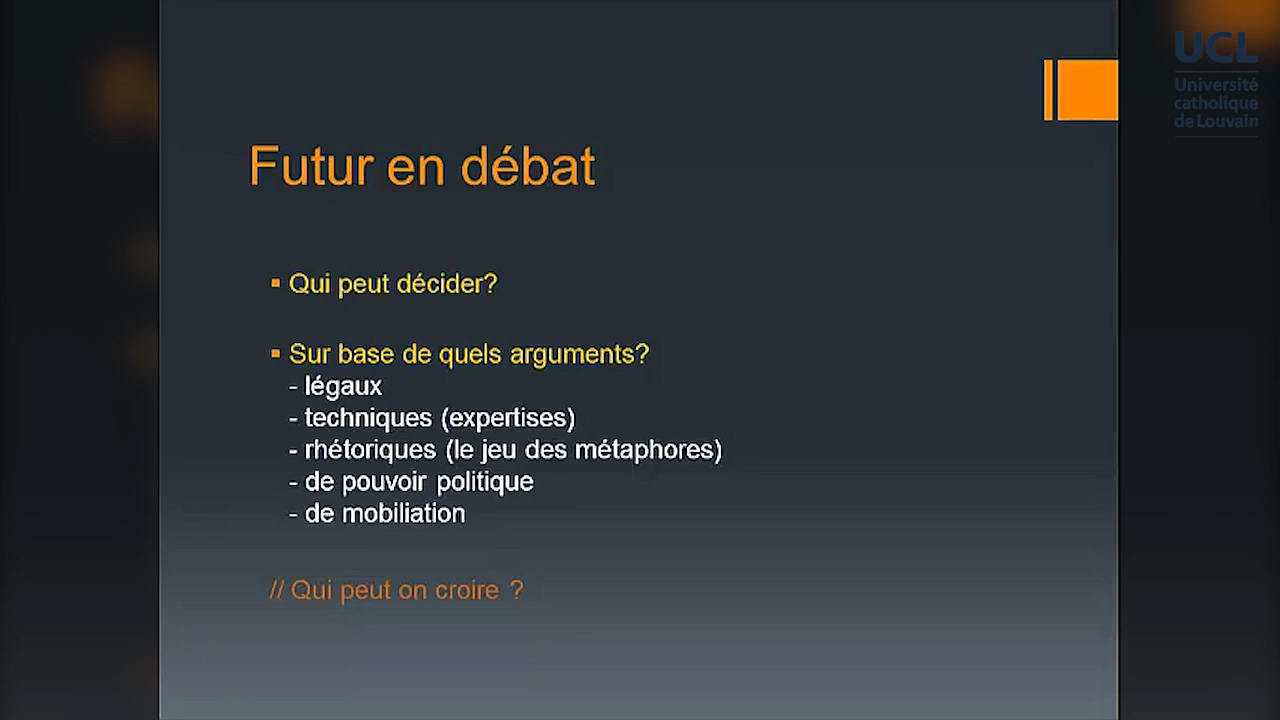 UCL
Université
catholique
de Louvain
Futur en débat
Qui peut décider?
Sur base de quels arguments?
- légaux
- techniques (expertises)
- rhétoriques (le jeu des métaphores)
- de pouvoir politique
- de mobiliation
// Qui peut on croire ?